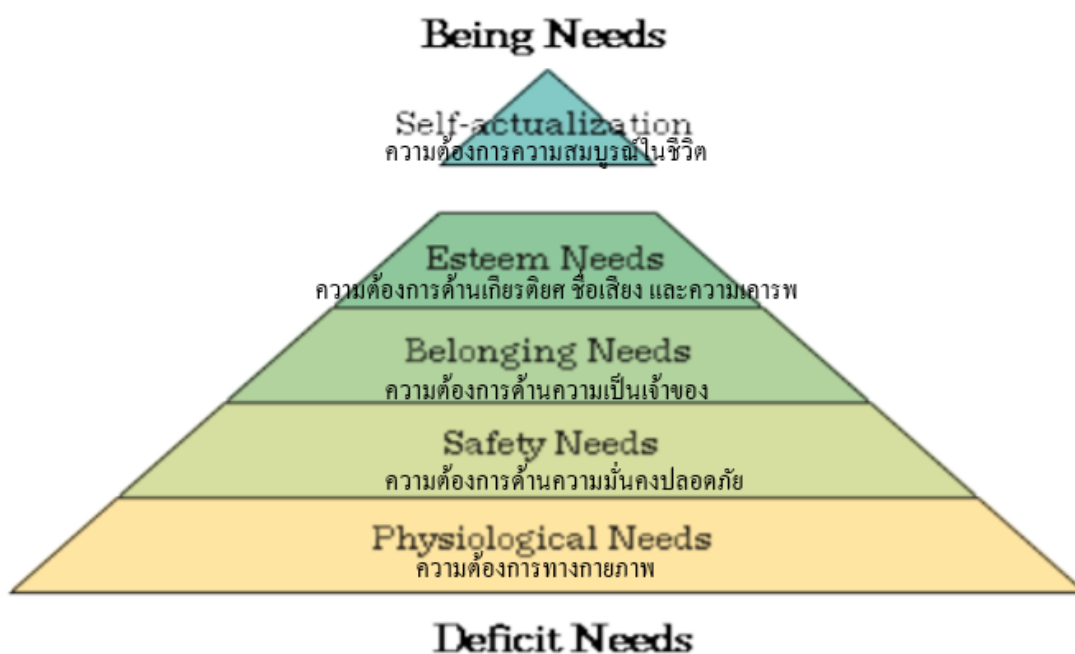 Being Needs
Self-actualization
ความต้องการความสมบูรณ์ในชีวิต
Esteem Needs
ความต้องการด้านเกียรติยศ ชื่อเสียง และความเคารพ
Belonging Needs
ความต้องการด้านความเป็นเจ้าของ
Safety Needs
ความต้องการด้านความมั่นคงปลอดภัย
Physiological Needs
ความต้องการทางกายภาพ
Deficit Needs